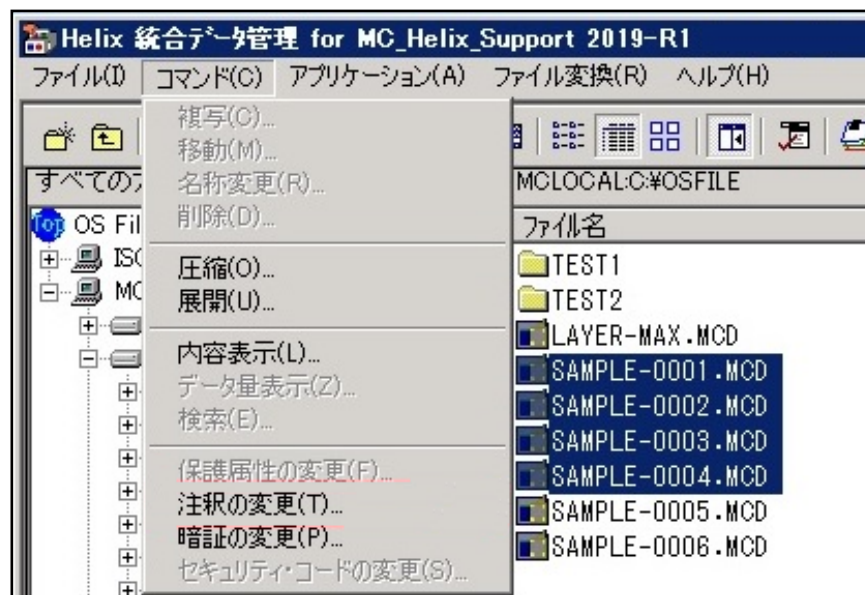 Helix 統合データ管理 for MC_Helix_Support 2019-R1
ファイル(I) コマンド(C) アプリケーション(A) ファイル変換(R) ヘルプ(H)
複写(C)...
移動(M)...
名称変更(R)...
削除(D)...
圧縮(O)...
展開(U)...
内容表示(L)...
データ量表示(Z)...
検索(E)...
保護属性の変更(F)...
注釈の変更(T)...
暗証の変更(P)...
セキュリティ・コードの変更(S)...
すべての
OS Fil
ISO
MC
MCLOCAL:C:¥OSFILE
ファイル名
TEST1
TEST2
LAYER-MAX.MCD
SAMPLE-0001.MCD
SAMPLE-0002.MCD
SAMPLE-0003.MCD
SAMPLE-0004.MCD
SAMPLE-0005.MCD
SAMPLE-0006.MCD